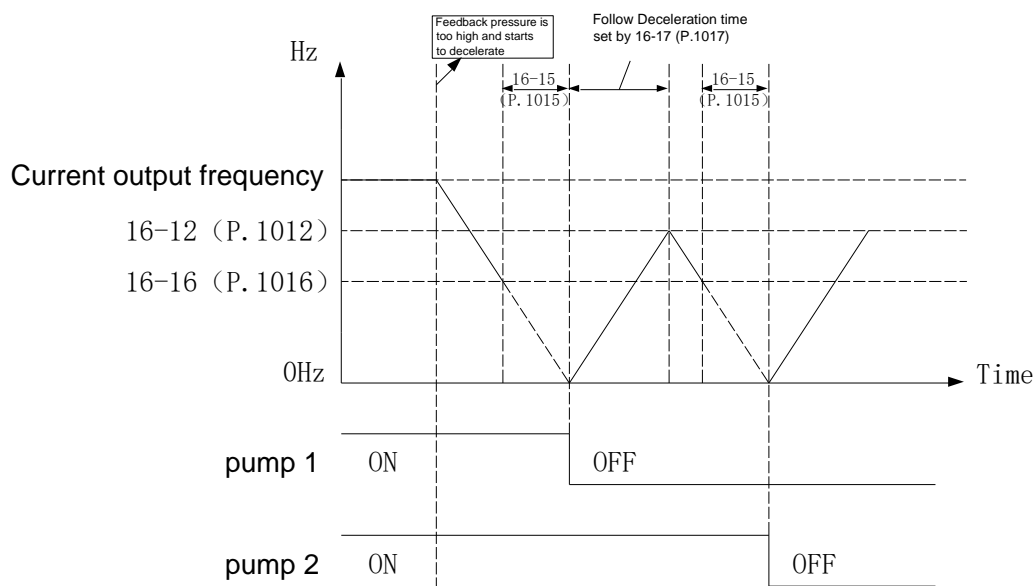 Feedback pressure is
too high and starts
to decelerate
Follow Deceleration time
set by 16-17 (P.1017)
Hz
16-15
(P.1015)
16-15
(P.1015)
Current output frequency
16-12 (P.1012)
16-16 (P.1016)
0Hz
Time
pump 1
ON
OFF
pump 2
ON
OFF